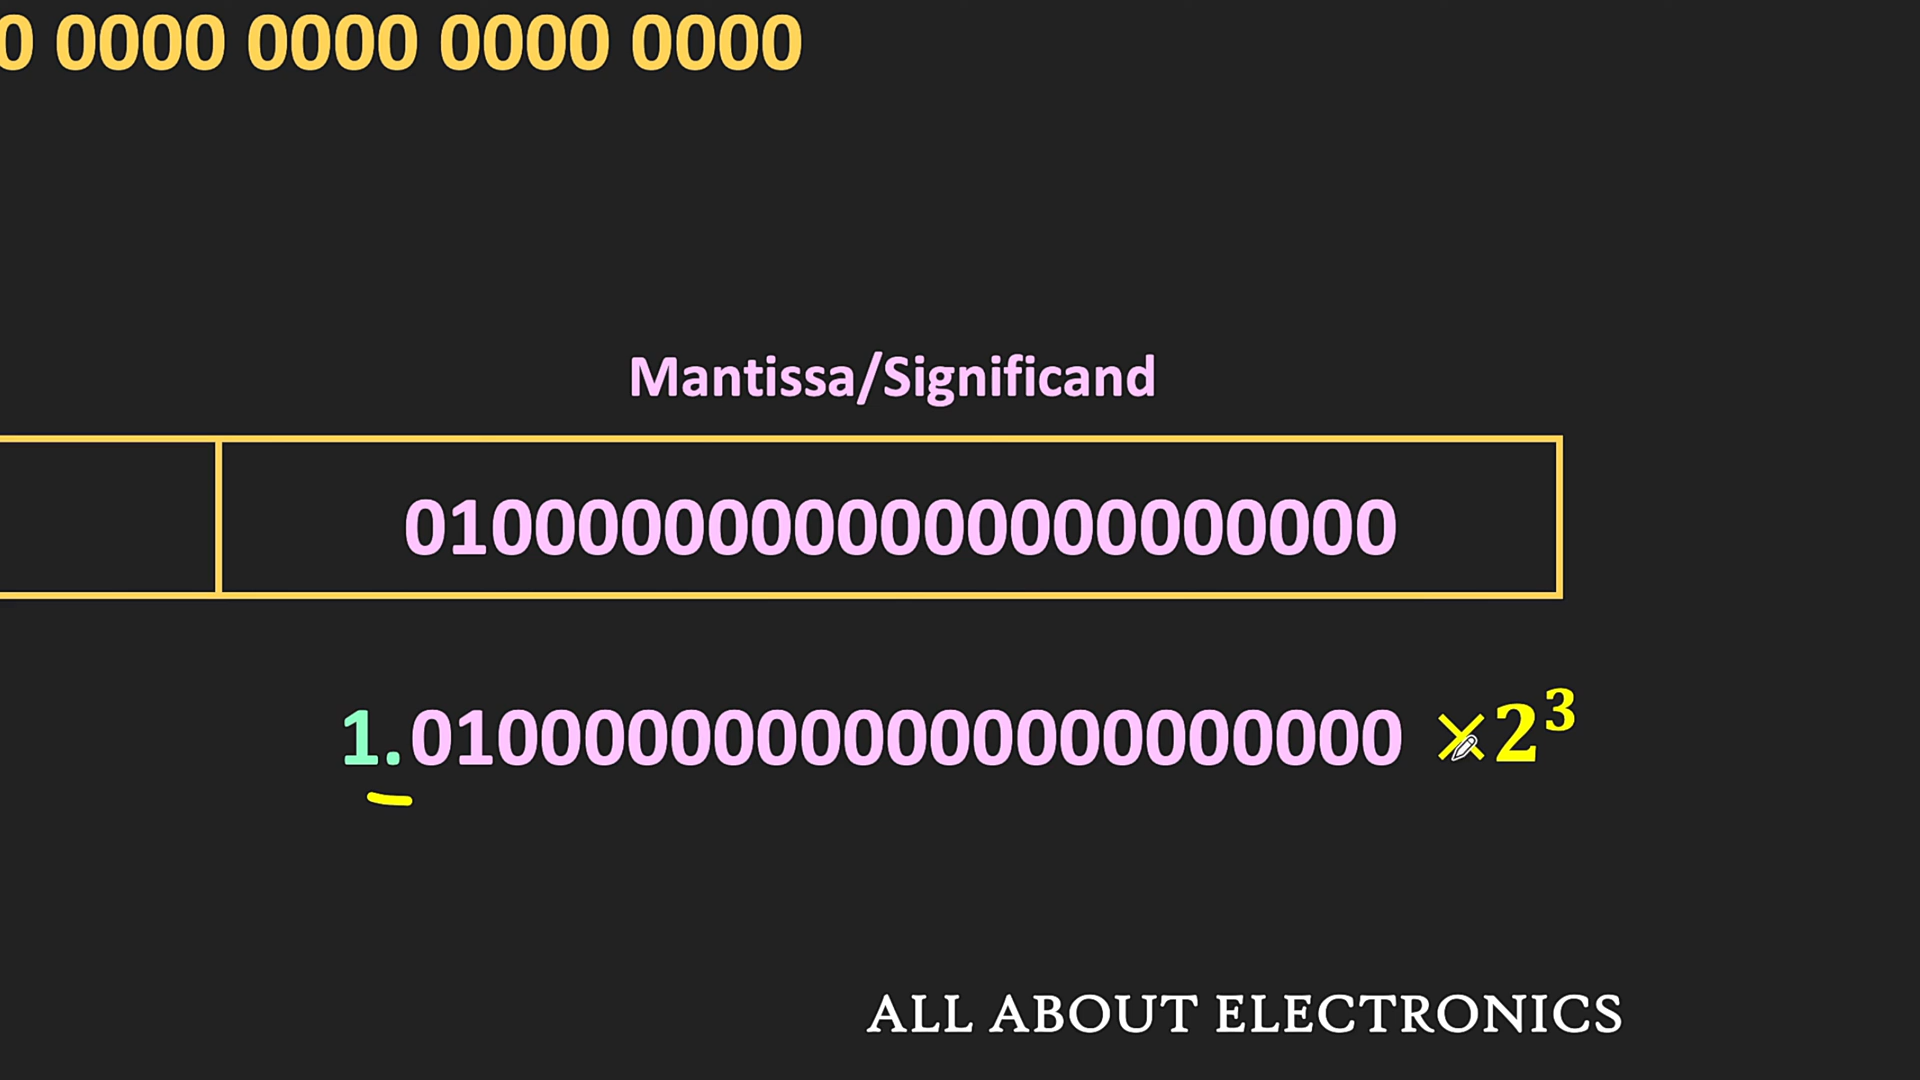 0 0000 0000 0000 0000
Mantissa/Significand
01000000000000000000000
1.01000000000000000000000 ×2³
ALL ABOUT ELECTRONICS